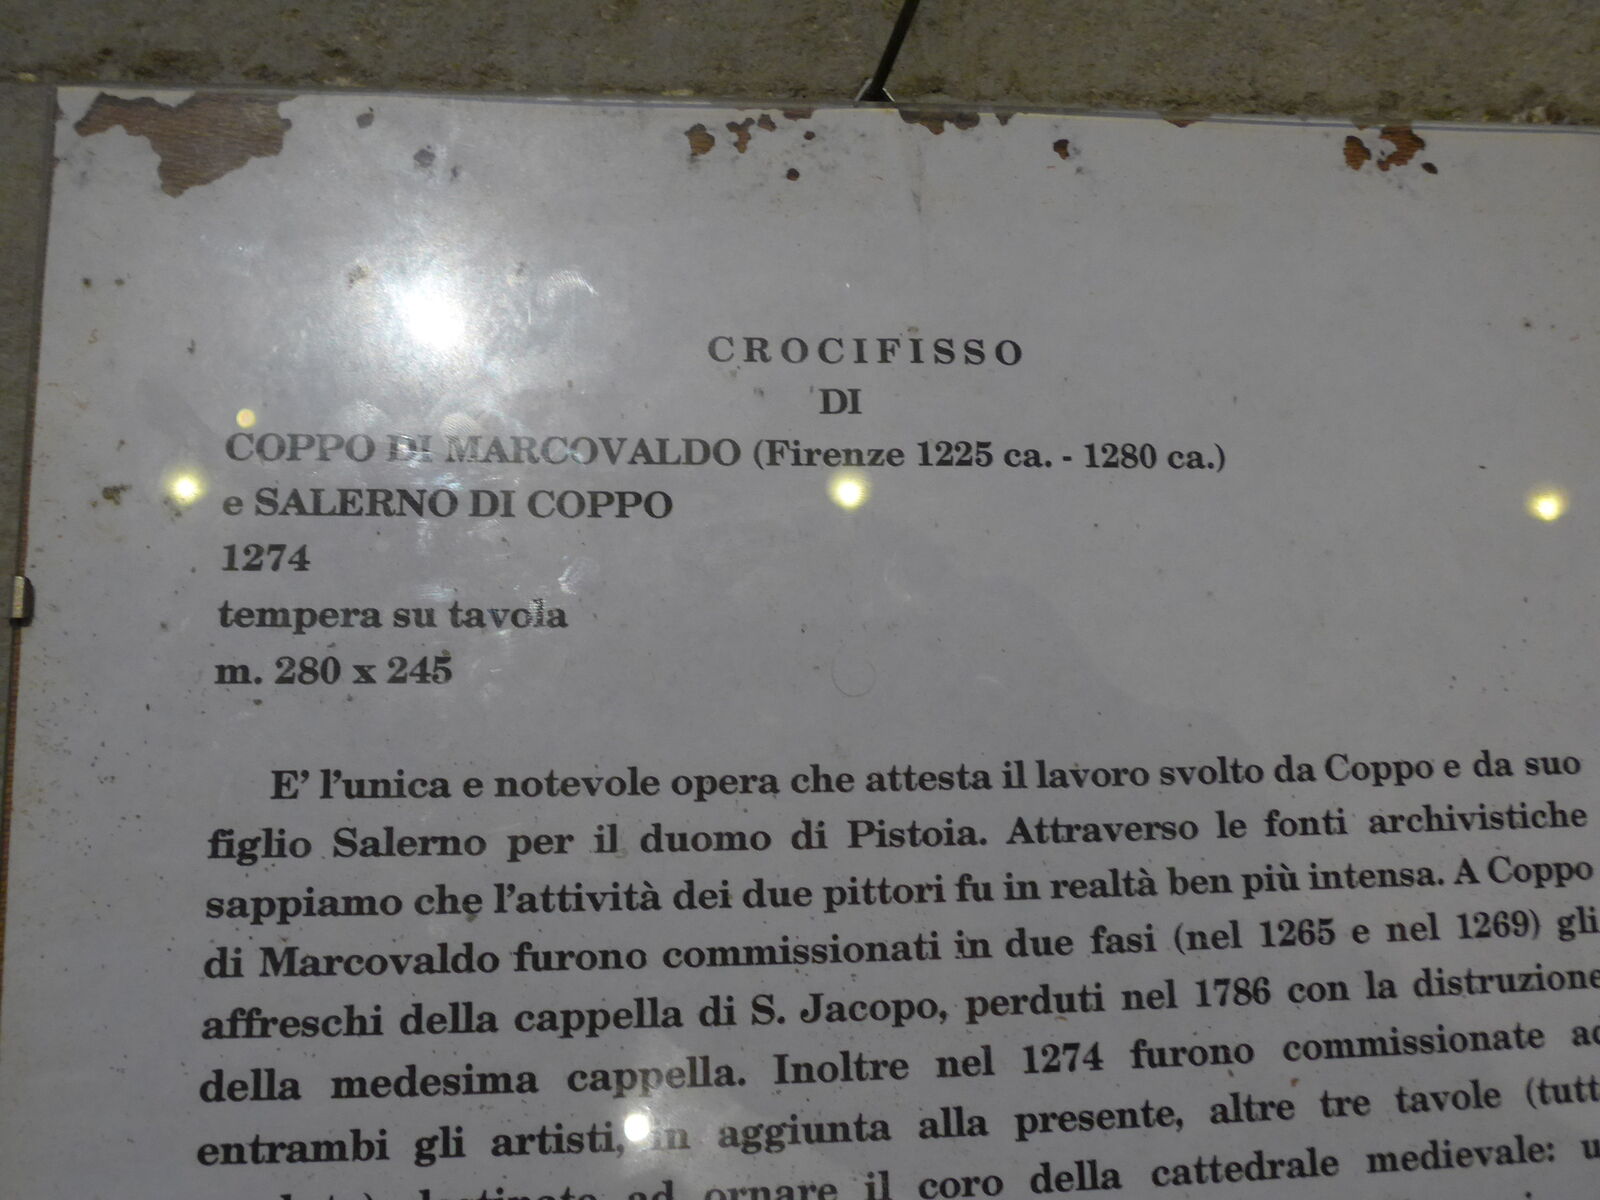 CROCIFISSO
DI
COPPO DI MARCOVALDO (Firenze 1225 ca. - 1280 ca.)
e SALERNO DI COPPO
1274
tempera su tavola
m. 280 x 245
E' l'unica e notevole opera che attesta il lavoro svolto da Coppo e da suo
figlio Salerno per il duomo di Pistoia. Attraverso le fonti archivistiche
sappiamo che l'attività dei due pittori fu in realtà ben più intensa. A Coppo
di Marcovaldo furono commissionati in due fasi (nel 1265 e nel 1269) gli
affreschi della cappella di S. Jacopo, perduti nel 1786 con la distruzione
della medesima cappella. Inoltre nel 1274 furono commissionate ad
entrambi gli artisti, in aggiunta alla presente, altre tre tavole (tutt
ad ornare il coro della cattedrale medievale: